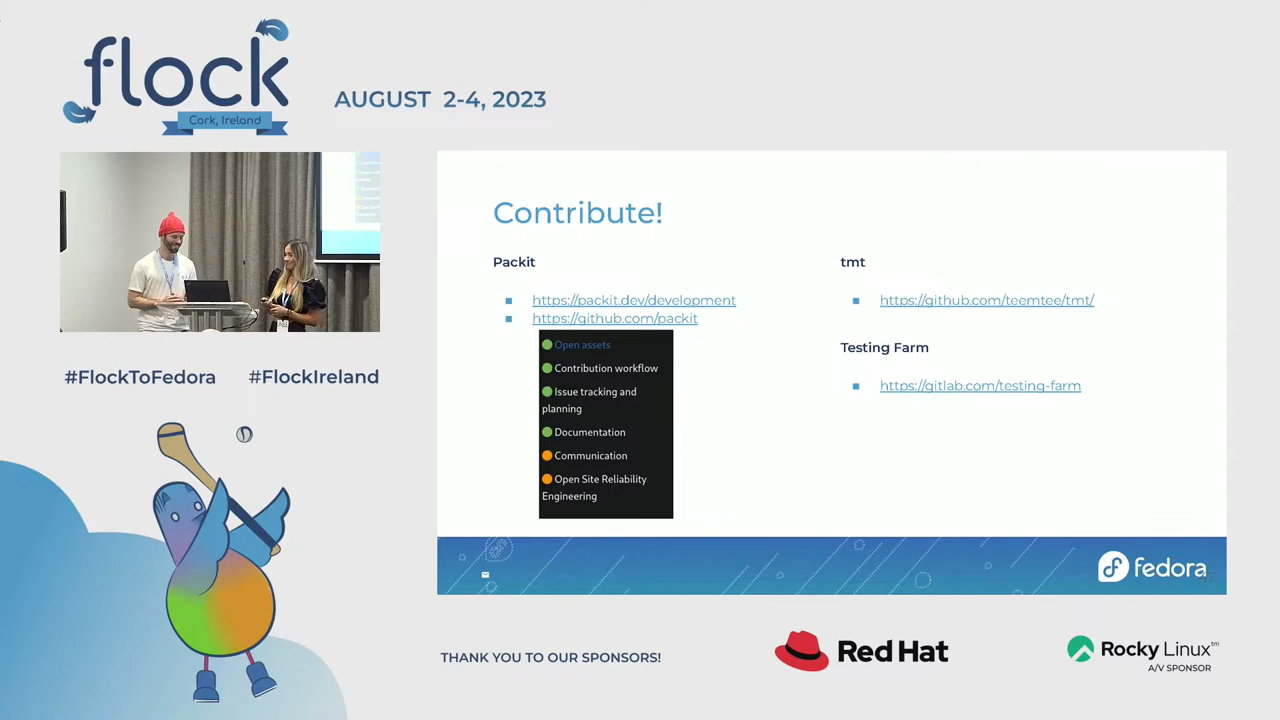 flock
Cork, Ireland
AUGUST 2-4, 2023
#FlockToFedora #FlockIreland
Contribute!
Packit
■ https://packit.dev/development
■ https://github.com/packit
Open assets
Contribution workflow
Issue tracking and
planning
Documentation
Communication
Open Site Reliability
Engineering
tmt
■ https://github.com/teemtee/tmt/
Testing Farm
■ https://gitlab.com/testing-farm
fedora
THANK YOU TO OUR SPONSORS!
Red Hat
Rocky Linux™
A/V SPONSOR